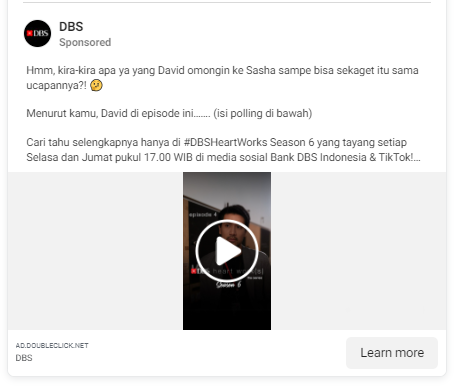 DBS
DBS
Sponsored
Hmm, kira-kira apa ya yang David omongin ke Sasha sampe bisa sekaget itu sama
ucapannya?! 🤔
Menurut kamu, David di episode ini....... (isi polling di bawah)
Cari tahu selengkapnya hanya di #DBSHeartWorks Season 6 yang tayang setiap
Selasa dan Jumat pukul 17.00 WIB di media sosial Bank DBS Indonesia & TikTok!...
episode 4
DBS heart work(s)
Season 6
AD.DOUBLECLICK.NET
DBS
Learn more